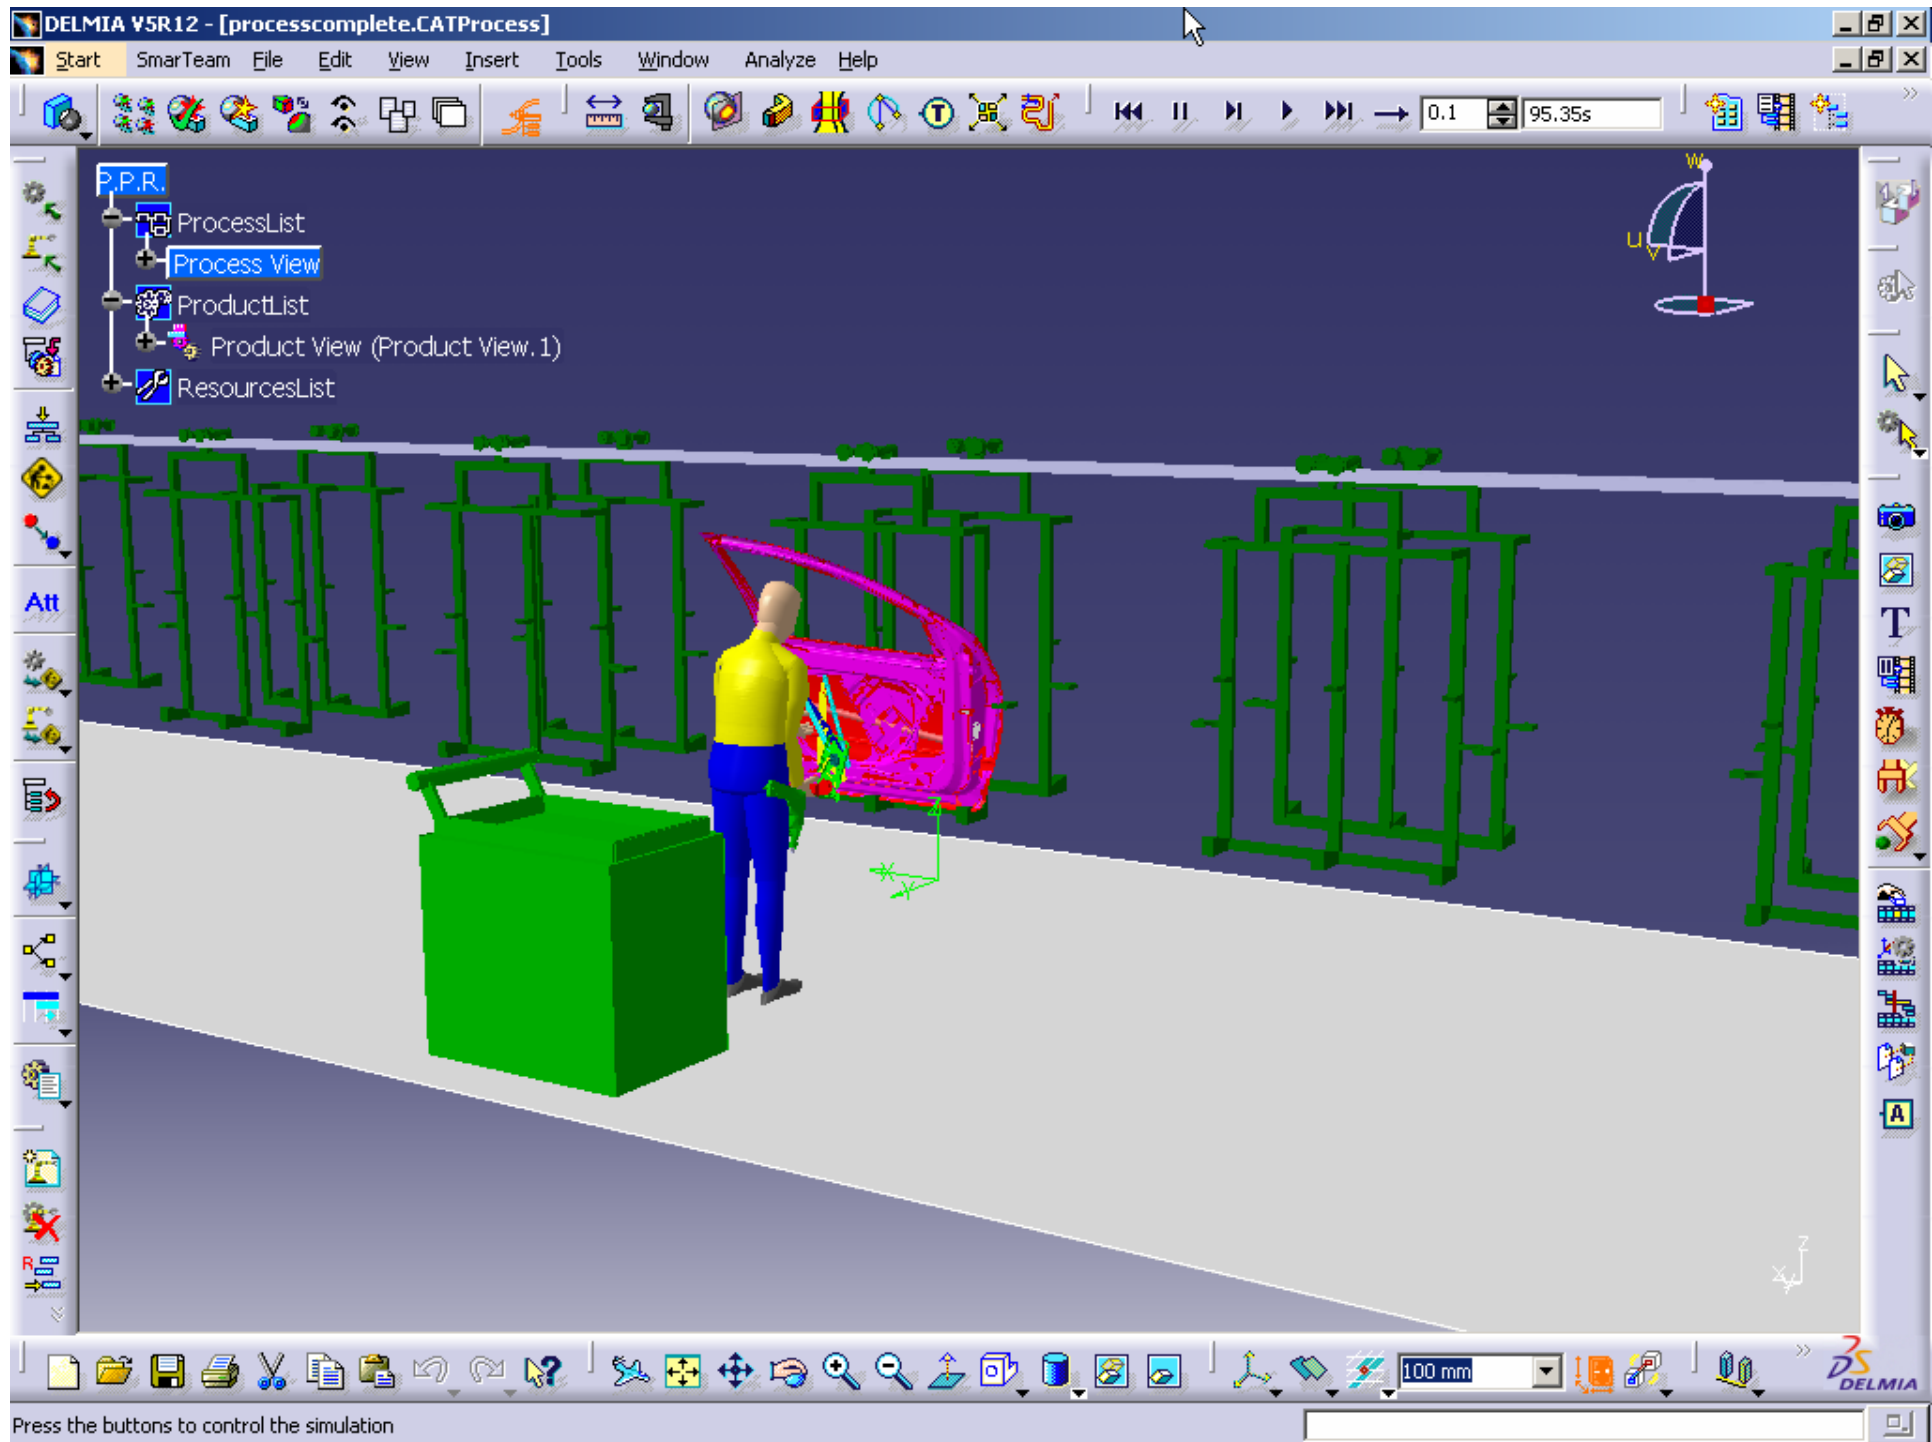 DELMIA V5R12 - [processcomplete.CATProcess]
Start SmarTeam File Edit View Insert Tools Window Analyze Help
0.1 95.35s
P.P.R.
ProcessList
Process View
ProductList
Product View (Product View.1)
ResourcesList
W
U
V
Att
T
A
R
X
Z
Z
X
Y
100 mm
DS
DELMIA
Press the buttons to control the simulation